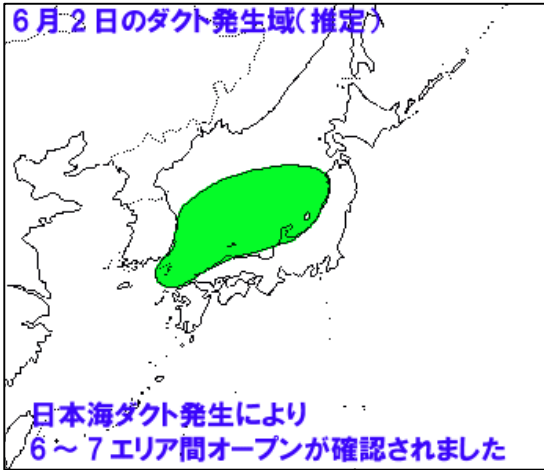 6月2日のダクト発生域(推定)
日本海ダクト発生により
6～7エリア間オープンが確認されました